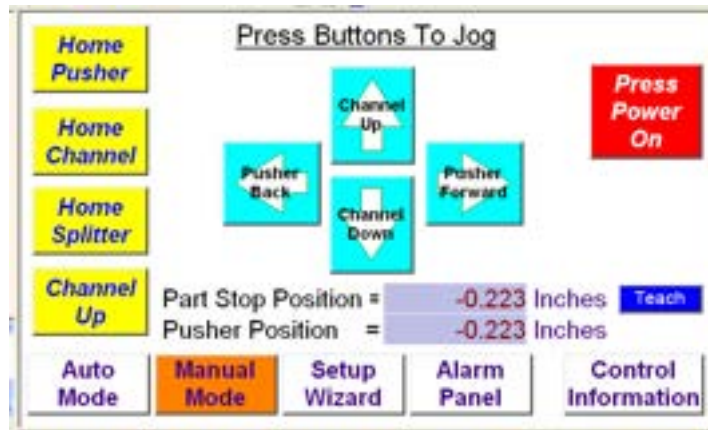 Press Buttons To Jog
Home
Pusher
Home
Channel
Home
Splitter
Channel
Up
Channel
Up
Pusher
Back
Pusher
Forward
Channel
Down
Press
Power
On
Part Stop Position = -0.223 Inches Teach
Pusher Position = -0.223 Inches
Auto
Mode
Manual
Mode
Setup
Wizard
Alarm
Panel
Control
Information